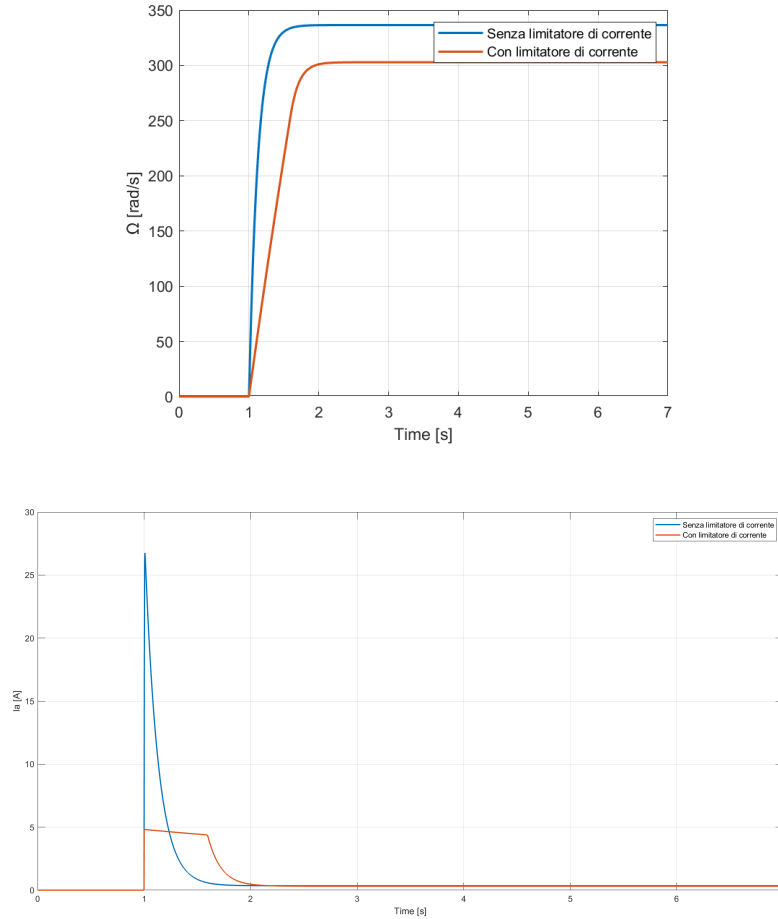 350
300
250
200
150
100
50
0
Ω [rad/s]
Senza limitatore di corrente
Con limitatore di corrente
0 1 2 3 4 5 6 7
Time [s]
30
25
20
15
10
5
0
Ia [A]
Senza limitatore di corrente
Con limitatore di corrente
0 1 2 3 4 5 6
Time [s]